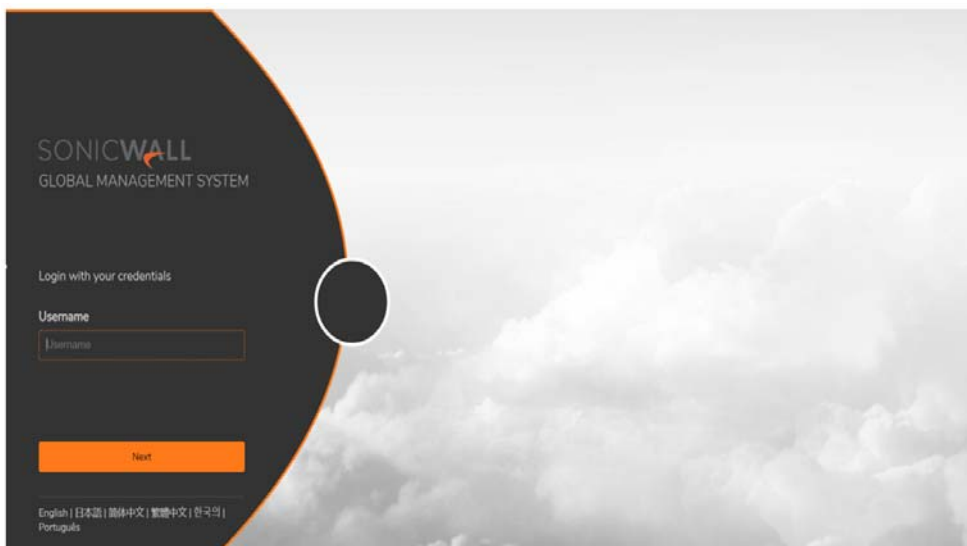 SONICWALL
GLOBAL MANAGEMENT SYSTEM
Login with your credentials
Username
Username
Next
English | 日本語 | 简体中文 | 繁體中文 | 한국의 |
Português